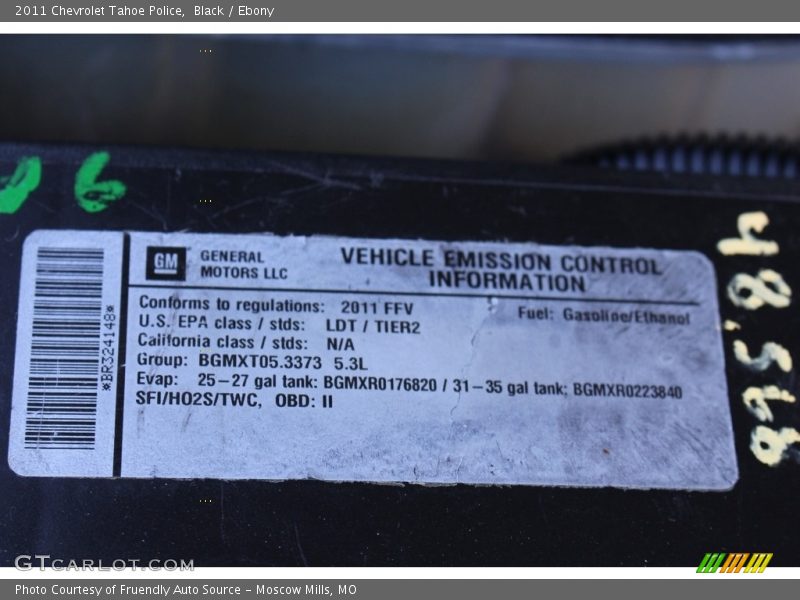 2011 Chevrolet Tahoe Police, Black / Ebony
06
GM
GENERAL
MOTORS LLC
VEHICLE EMISSION CONTROL
INFORMATION
Conforms to regulations: 2011 FFV
Fuel: Gasoline/Ethanol
U.S. EPA class / stds: LDT / TIER2
California class / stds: N/A
Group: BGMXT05.3373 5.3L
Evap: 25-27 gal tank: BGMXR0176820 / 31-35 gal tank: BGMXR0223840
SFI/HO2S/TWC, OBD: II
*BR324148*
GTcarlot.com
Photo Courtesy of Fruendly Auto Source - Moscow Mills, MO